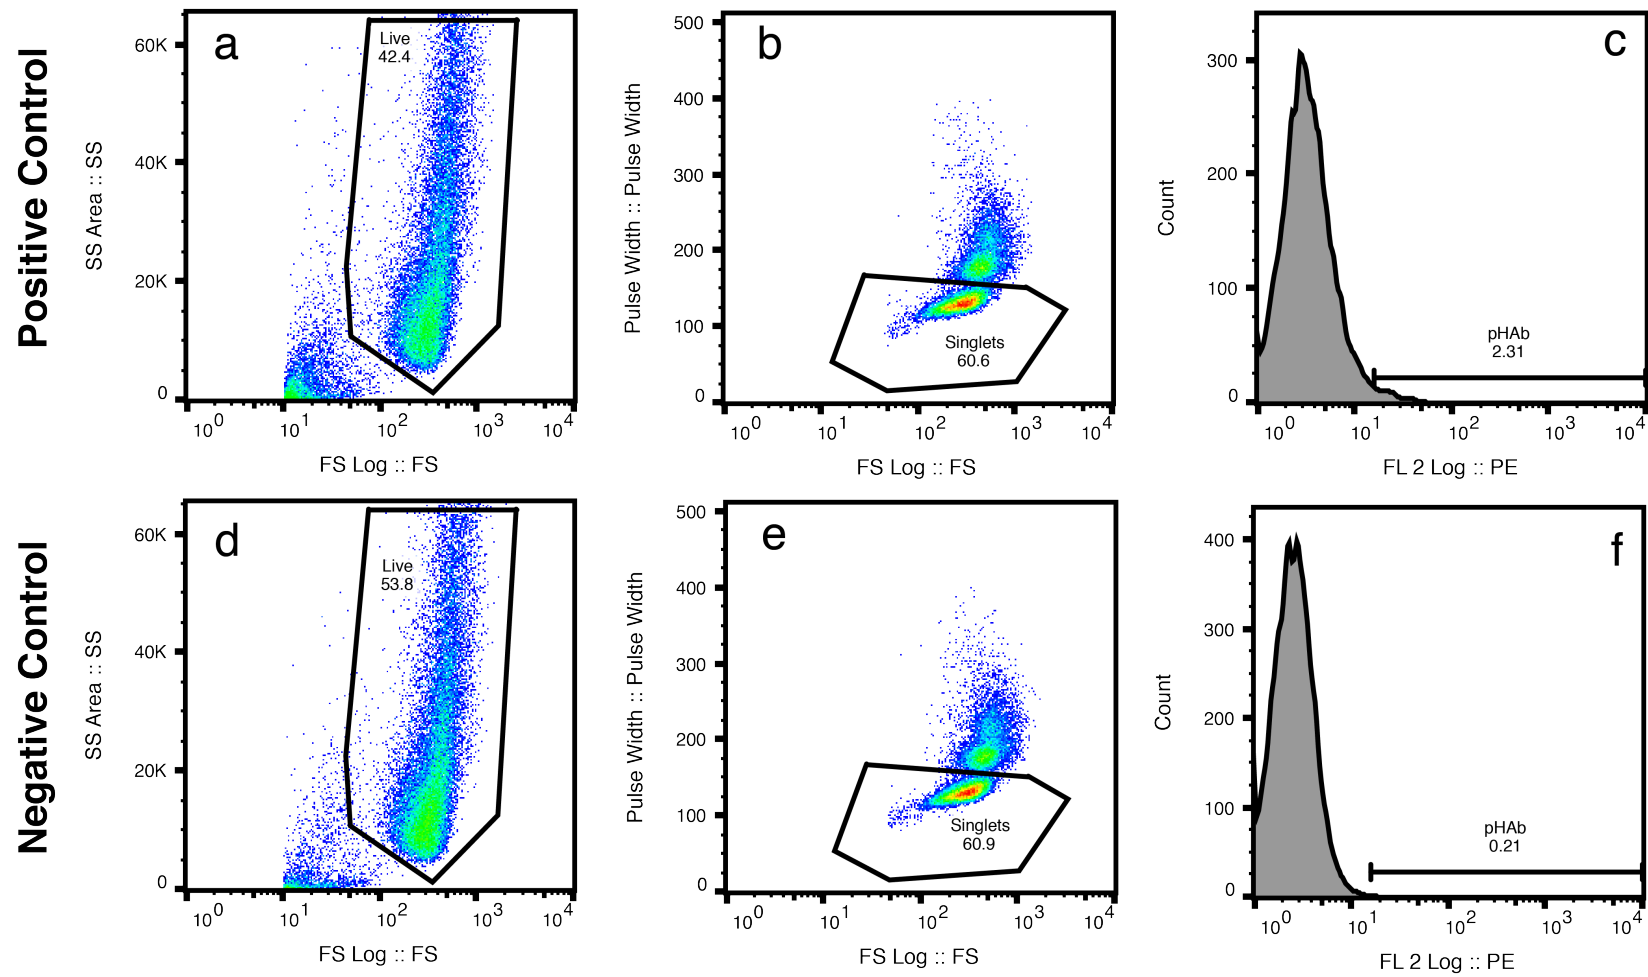 Positive Control
a
Live
42.4
SS Area :: SS
60K
40K
20K
0
10^0 10^1 10^2 10^3 10^4
FS Log :: FS
b
Pulse Width :: Pulse Width
500
400
300
200
100
0
Singlets
60.6
10^0 10^1 10^2 10^3 10^4
FS Log :: FS
c
Count
300
200
100
0
pHAb
2.31
10^0 10^1 10^2 10^3 10^4
FL 2 Log :: PE
Negative Control
d
Live
53.8
SS Area :: SS
60K
40K
20K
0
10^0 10^1 10^2 10^3 10^4
FS Log :: FS
e
Pulse Width :: Pulse Width
500
400
300
200
100
0
Singlets
60.9
10^0 10^1 10^2 10^3 10^4
FS Log :: FS
f
Count
400
300
200
100
0
pHAb
0.21
10^0 10^1 10^2 10^3 10^4
FL 2 Log :: PE